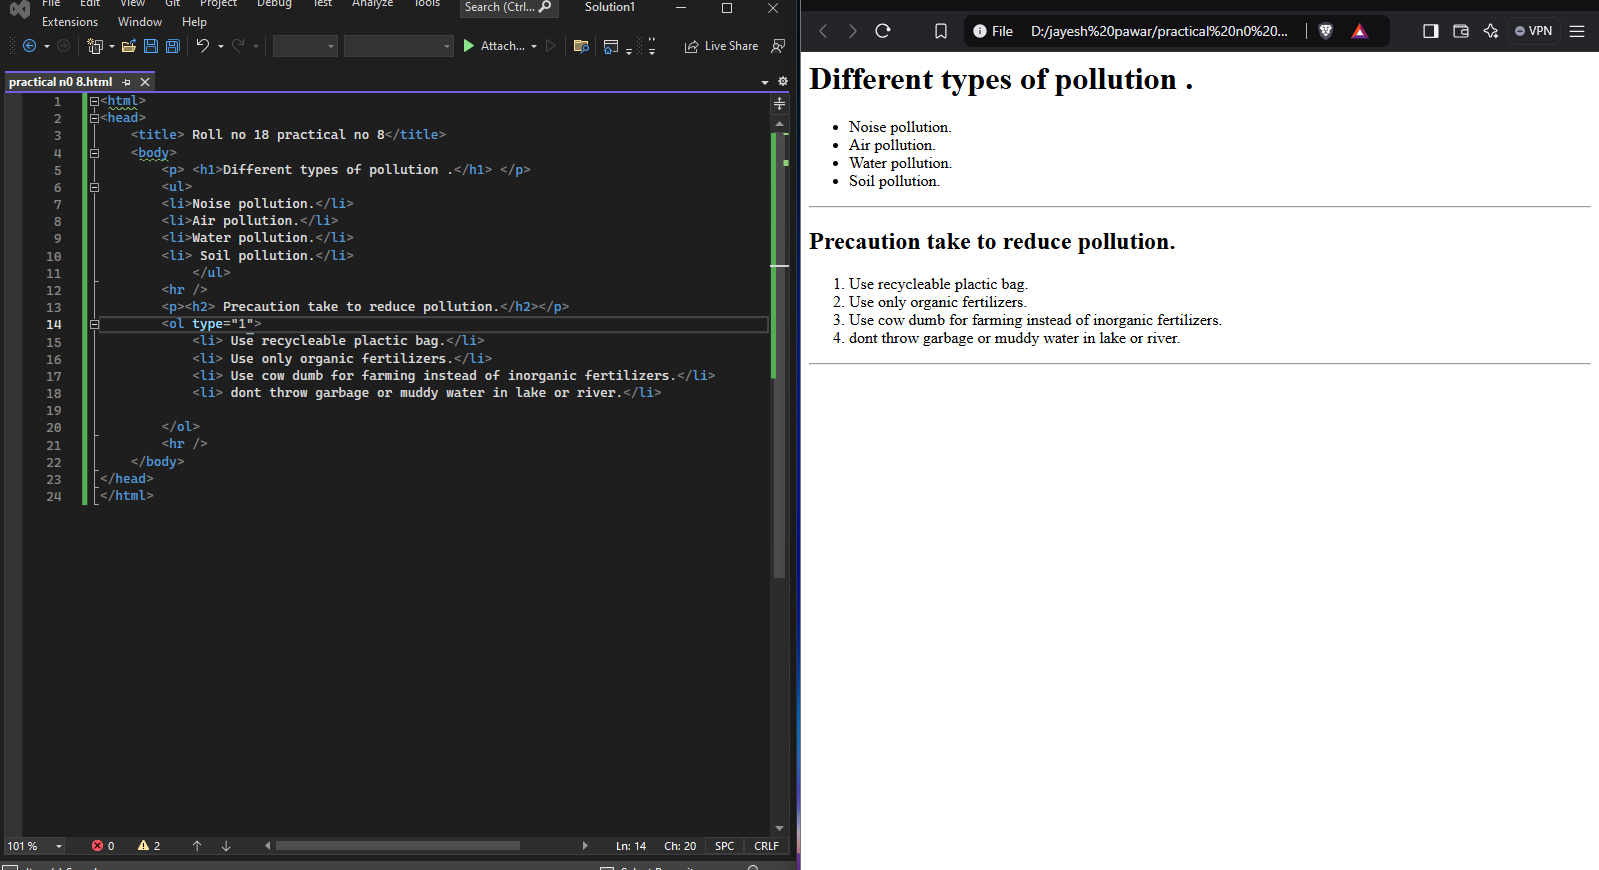 File Edit View Git Project Debug Test Analyze Tools Search (Ctrl... Solution1
Extensions Window Help
Attach... Live Share
practical n0 8.html
1 <html>
2 <head>
3 <title> Roll no 18 practical no 8</title>
4 <body>
5 <p> <h1>Different types of pollution .</h1> </p>
6 <ul>
7 <li>Noise pollution.</li>
8 <li>Air pollution.</li>
9 <li>Water pollution.</li>
10 <li> Soil pollution.</li>
11 </ul>
12 <hr />
13 <p><h2> Precaution take to reduce pollution.</h2></p>
14 <ol type="1">
15 <li> Use recycleable plactic bag.</li>
16 <li> Use only organic fertilizers.</li>
17 <li> Use cow dumb for farming instead of inorganic fertilizers.</li>
18 <li> dont throw garbage or muddy water in lake or river.</li>
19
20 </ol>
21 <hr />
22 </body>
23 </head>
24 </html>
101 % 0 2 Ln: 14 Ch: 20 SPC CRLF
File D:/jayesh%20pawar/practical%20n0%20... VPN
Different types of pollution .
• Noise pollution.
• Air pollution.
• Water pollution.
• Soil pollution.
Precaution take to reduce pollution.
1. Use recycleable plactic bag.
2. Use only organic fertilizers.
3. Use cow dumb for farming instead of inorganic fertilizers.
4. dont throw garbage or muddy water in lake or river.